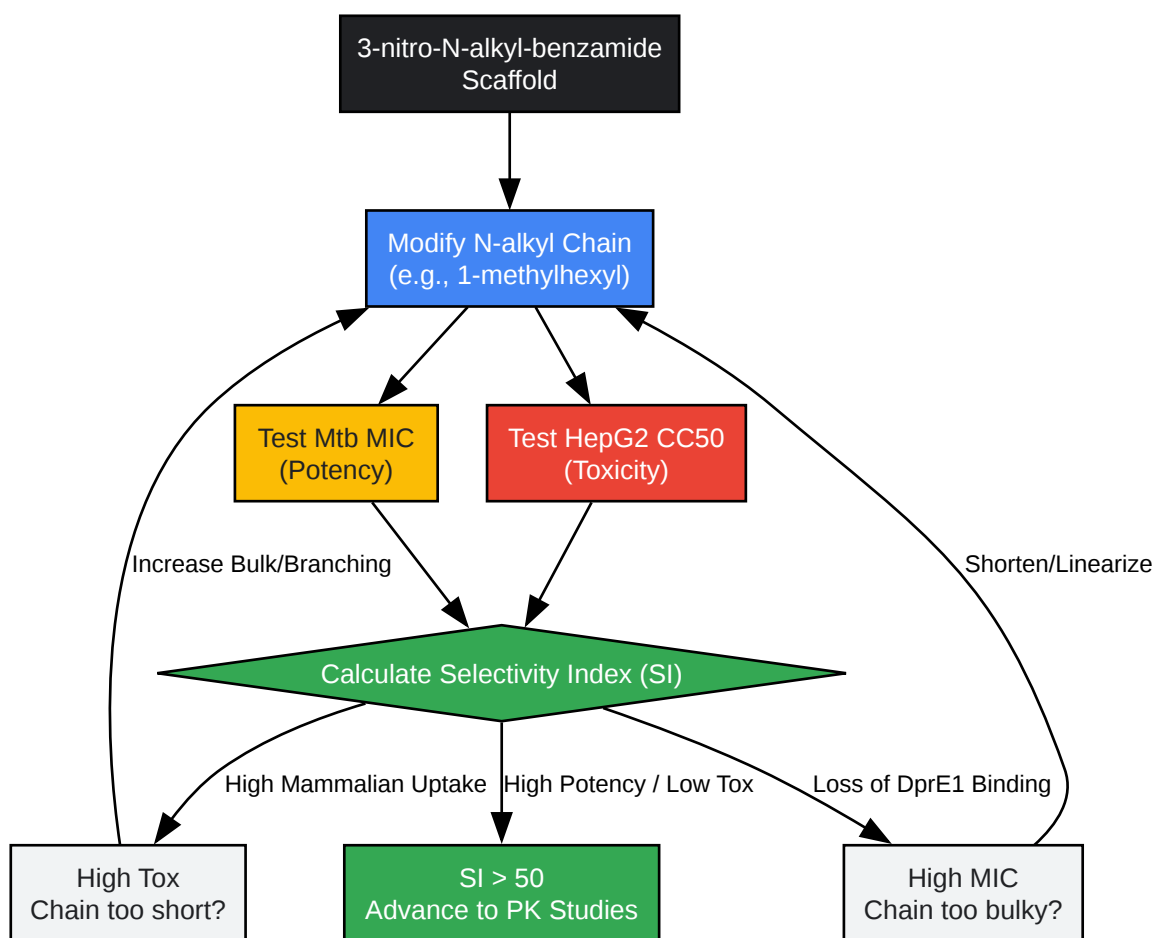 3-nitro-N-alkyl-benzamide
Scaffold
Modify N-alkyl Chain
(e.g., 1-methylhexyl)
Test Mtb MIC
(Potency)
Test HepG2 CC50
(Toxicity)
Increase Bulk/Branching
Shorten/Linearize
Calculate Selectivity Index (SI)
High Mammalian Uptake
High Potency / Low Tox
Loss of DprE1 Binding
High Tox
Chain too short?
SI > 50
Advance to PK Studies
High MIC
Chain too bulky?